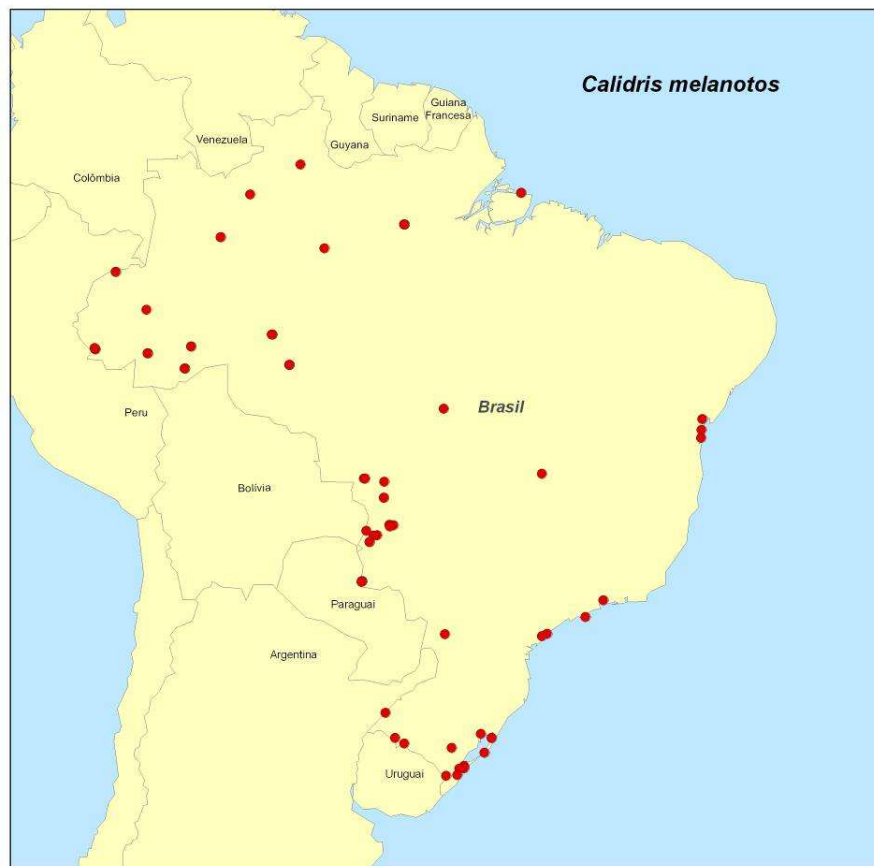 Calidris melanotos
Guiana
Francesa
Suriname
Venezuela
Guyana
Colômbia
Brasil
Peru
Bolívia
Paraguai
Argentina
Uruguai